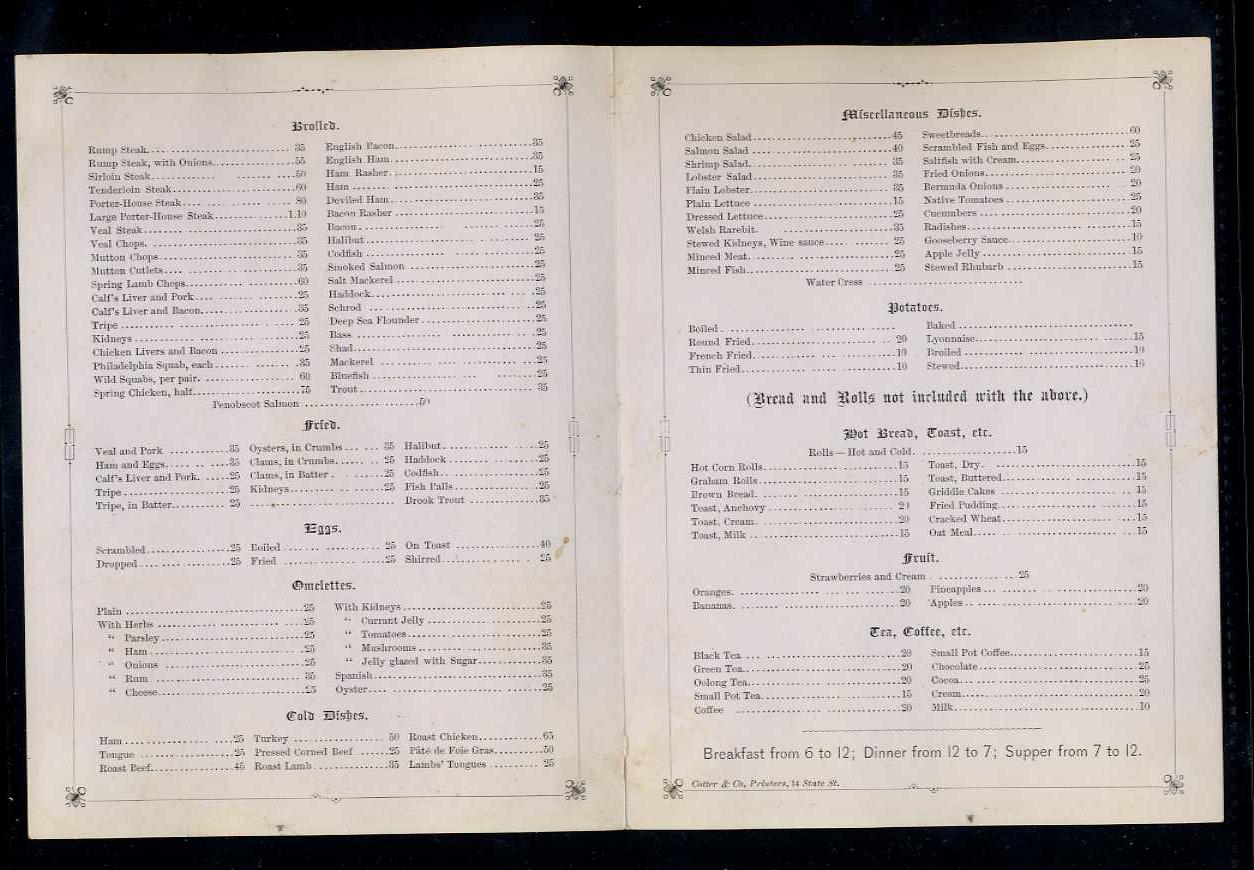 Broiled.
Rump Steak.... 35
Rump Steak, with Onions.... 55
Sirloin Steak.... 50
Tenderloin Steak.... 60
Porter-House Steak.... 80
Large Porter-House Steak.... 1.10
Veal Steak.... 35
Veal Chops.... 35
Mutton Chops.... 35
Mutton Cutlets.... 35
Spring Lamb Chops.... 60
Calf's Liver and Pork.... 25
Calf's Liver and Bacon.... 35
Tripe.... 25
Kidneys.... 25
Chicken Livers and Bacon.... 25
Philadelphia Squab, each.... 35
Wild Squabs, per pair.... 60
Spring Chicken, half.... 75
English Bacon.... 35
English Ham.... 35
Ham Rasher.... 15
Ham.... 25
Deviled Ham.... 35
Bacon Rasher.... 15
Bacon.... 25
Halibut.... 25
Codfish.... 25
Smoked Salmon.... 25
Salt Mackerel.... 25
Haddock.... 25
Schrod.... 25
Deep Sea Flounder.... 25
Bass.... 25
Shad.... 25
Mackerel.... 25
Bluefish.... 25
Trout.... 35
Penobscot Salmon.... 50
Fried.
Veal and Pork.... 35
Ham and Eggs.... 35
Calf's Liver and Pork.... 25
Tripe.... 25
Tripe, in Batter.... 25
Oysters, in Crumbs.... 35
Clams, in Crumbs.... 25
Clams, in Batter.... 25
Kidneys.... 25
Halibut.... 25
Haddock.... 25
Codfish.... 25
Fish Balls.... 25
Brook Trout.... 35
Eggs.
Scrambled.... 25
Dropped.... 25
Boiled.... 25
Fried.... 25
On Toast.... 40
Shirred.... 25
Omelettes.
Plain.... 25
With Herbs.... 25
" Parsley.... 25
" Ham.... 25
" Onions.... 25
" Rum.... 35
" Cheese.... 25
With Kidneys.... 25
" Currant Jelly.... 25
" Tomatoes.... 25
" Mushrooms.... 35
" Jelly glazed with Sugar.... 35
Spanish.... 35
Oyster.... 25
Cold Dishes.
Ham.... 25
Tongue.... 25
Roast Beef.... 45
Turkey.... 50
Pressed Corned Beef.... 25
Roast Lamb.... 35
Roast Chicken.... 65
Pâté de Foie Gras.... 50
Lambs' Tongues.... 25
Miscellaneous Dishes.
Chicken Salad.... 45
Salmon Salad.... 40
Shrimp Salad.... 35
Lobster Salad.... 35
Plain Lobster.... 35
Plain Lettuce.... 15
Dressed Lettuce.... 25
Welsh Rarebit.... 35
Stewed Kidneys, Wine sauce.... 25
Minced Meat.... 25
Minced Fish.... 25
Sweetbreads.... 60
Scrambled Fish and Eggs.... 25
Saltfish with Cream.... 25
Fried Onions.... 20
Bermuda Onions.... 20
Native Tomatoes.... 25
Cucumbers.... 20
Radishes.... 15
Gooseberry Sauce.... 10
Apple Jelly.... 15
Stewed Rhubarb.... 15
Water Cress....
Potatoes.
Boiled....
Round Fried.... 20
French Fried.... 10
Thin Fried.... 10
Baked....
Lyonnaise.... 15
Broiled.... 10
Stewed.... 10
(Bread and Rolls not included with the above.)
Hot Bread, Toast, etc.
Rolls—Hot and Cold.... 15
Hot Corn Rolls.... 15
Graham Rolls.... 15
Brown Bread.... 15
Toast, Anchovy.... 20
Toast, Cream.... 20
Toast, Milk.... 15
Toast, Dry.... 15
Toast, Buttered.... 15
Griddle Cakes.... 15
Fried Pudding.... 15
Cracked Wheat.... 15
Oat Meal.... 15
Fruit.
Strawberries and Cream.... 25
Oranges.... 20
Bananas.... 20
Pineapples.... 20
Apples.... 20
Tea, Coffee, etc.
Black Tea.... 20
Green Tea.... 20
Oolong Tea.... 20
Small Pot Tea.... 15
Coffee.... 20
Small Pot Coffee.... 15
Chocolate.... 25
Cocoa.... 25
Cream.... 20
Milk.... 10
Breakfast from 6 to 12; Dinner from 12 to 7; Supper from 7 to 12.
Cotter & Co, Printers, 14 State St.